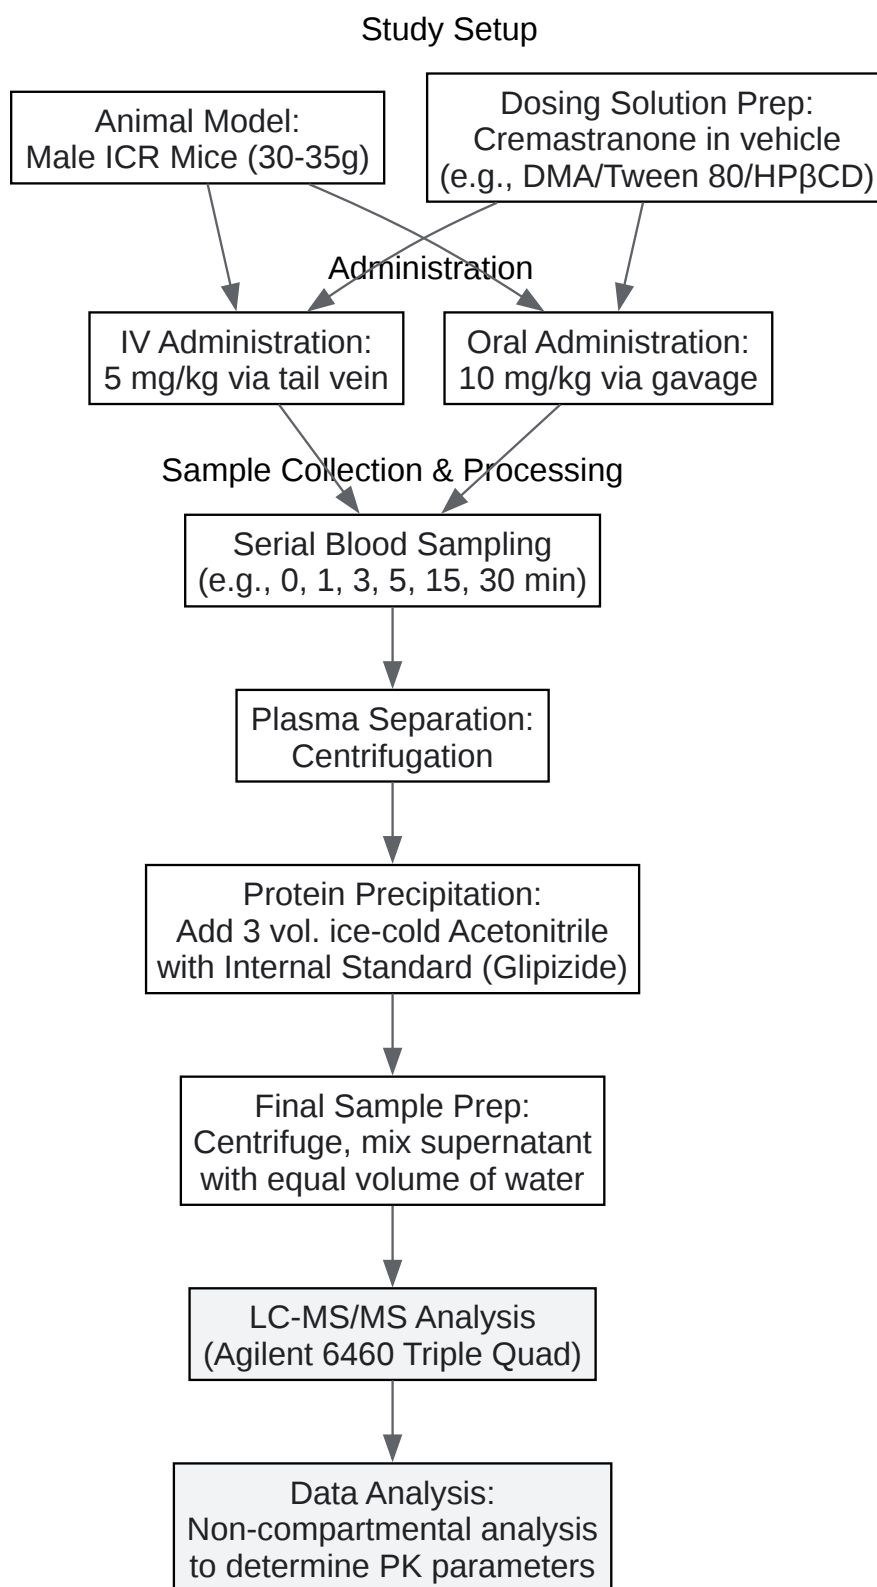 Study Setup
Animal Model:
Male ICR Mice (30-35g)
Dosing Solution Prep:
Cremastranone in vehicle
(e.g., DMA/Tween 80/HPβCD)
Administration
IV Administration:
5 mg/kg via tail vein
Oral Administration:
10 mg/kg via gavage
Sample Collection & Processing
Serial Blood Sampling
(e.g., 0, 1, 3, 5, 15, 30 min)
Plasma Separation:
Centrifugation
Protein Precipitation:
Add 3 vol. ice-cold Acetonitrile
with Internal Standard (Glipizide)
Final Sample Prep:
Centrifuge, mix supernatant
with equal volume of water
LC-MS/MS Analysis
(Agilent 6460 Triple Quad)
Data Analysis:
Non-compartmental analysis
to determine PK parameters